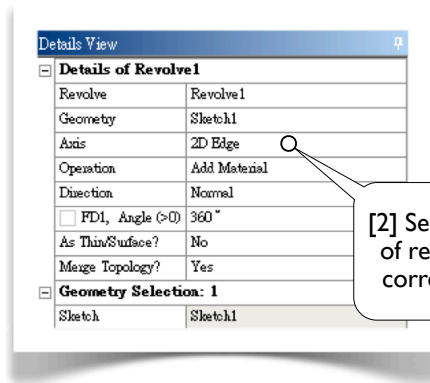 Details View
Details of Revolve1
Revolve Revolve1
Geometry Sketch1
Axis 2D Edge
Operation Add Material
Direction Normal
FD1, Angle (>0) 360°
As Thin/Surface? No
Merge Topology? Yes
Geometry Selection: 1
Sketch Sketch1
[2] Se
of re
corre